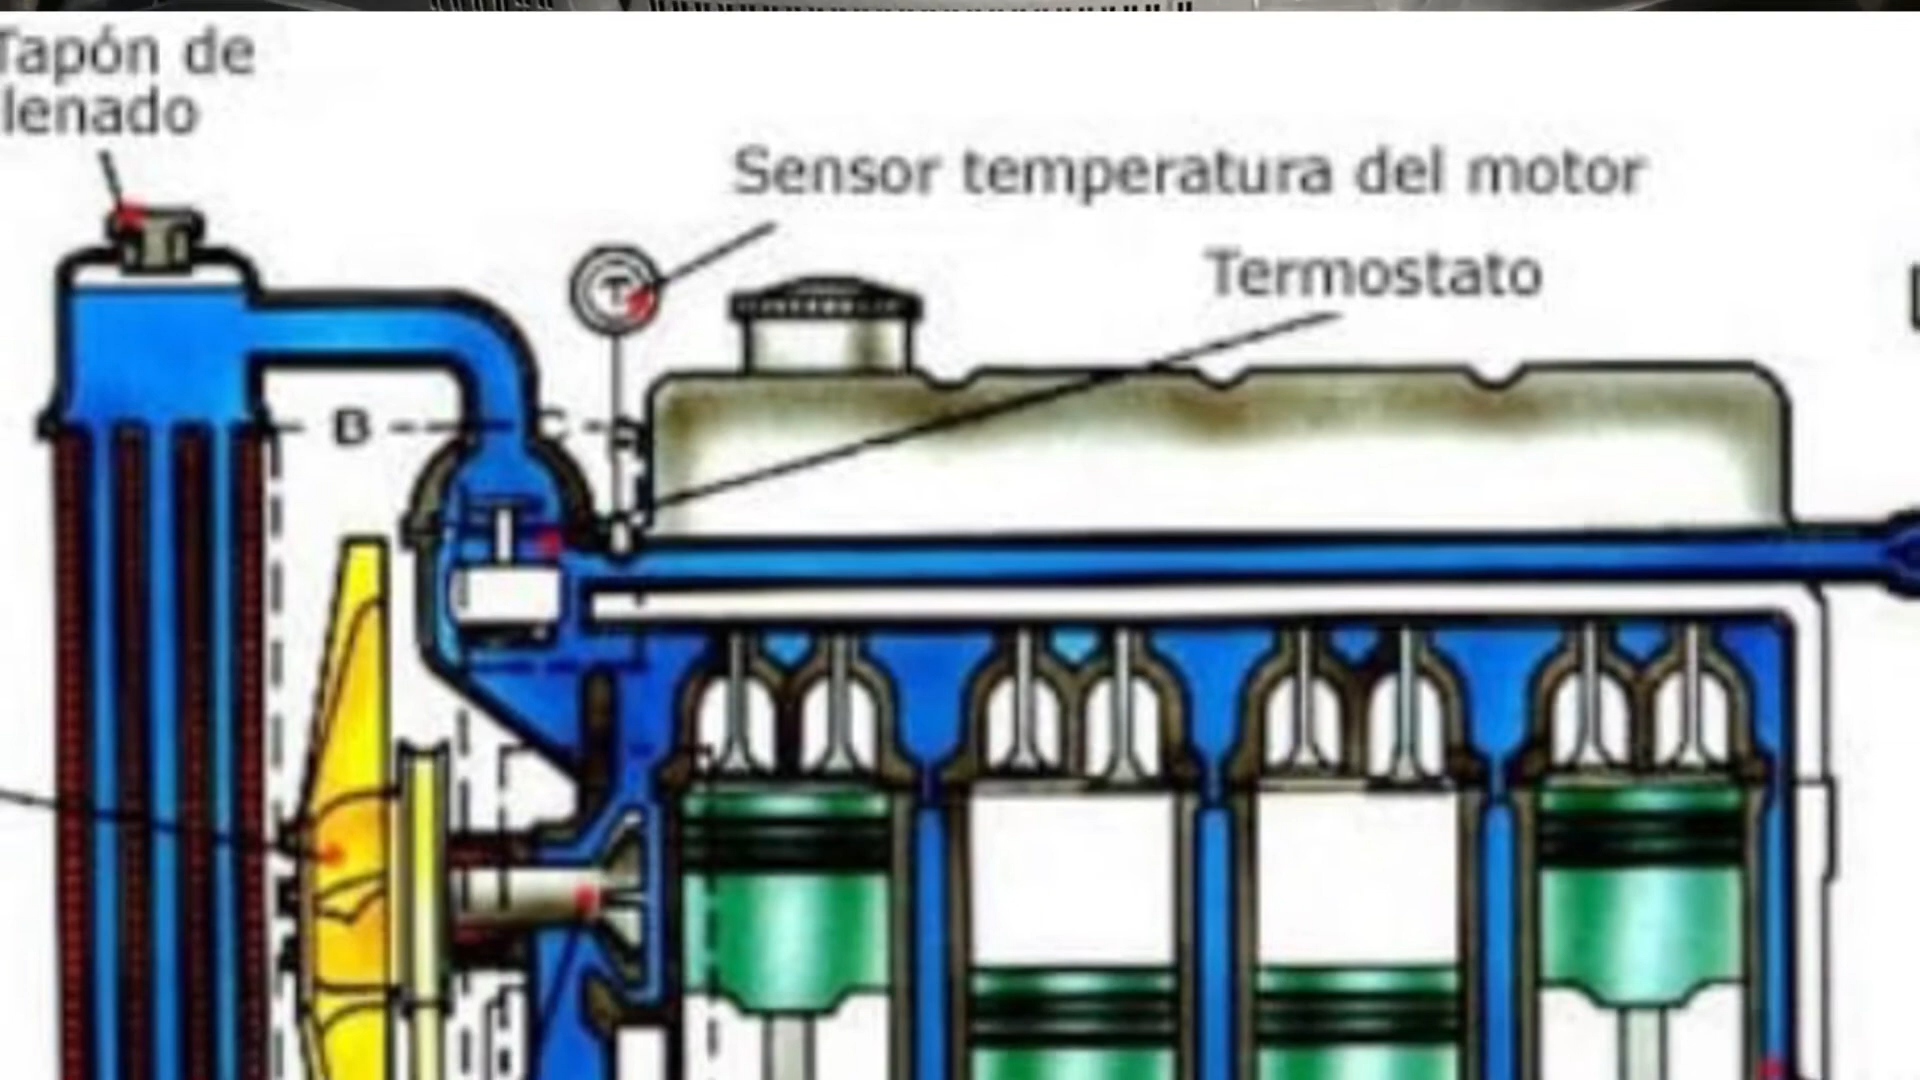 Tapón de
lenado
Sensor temperatura del motor
T
Termostato
B
C